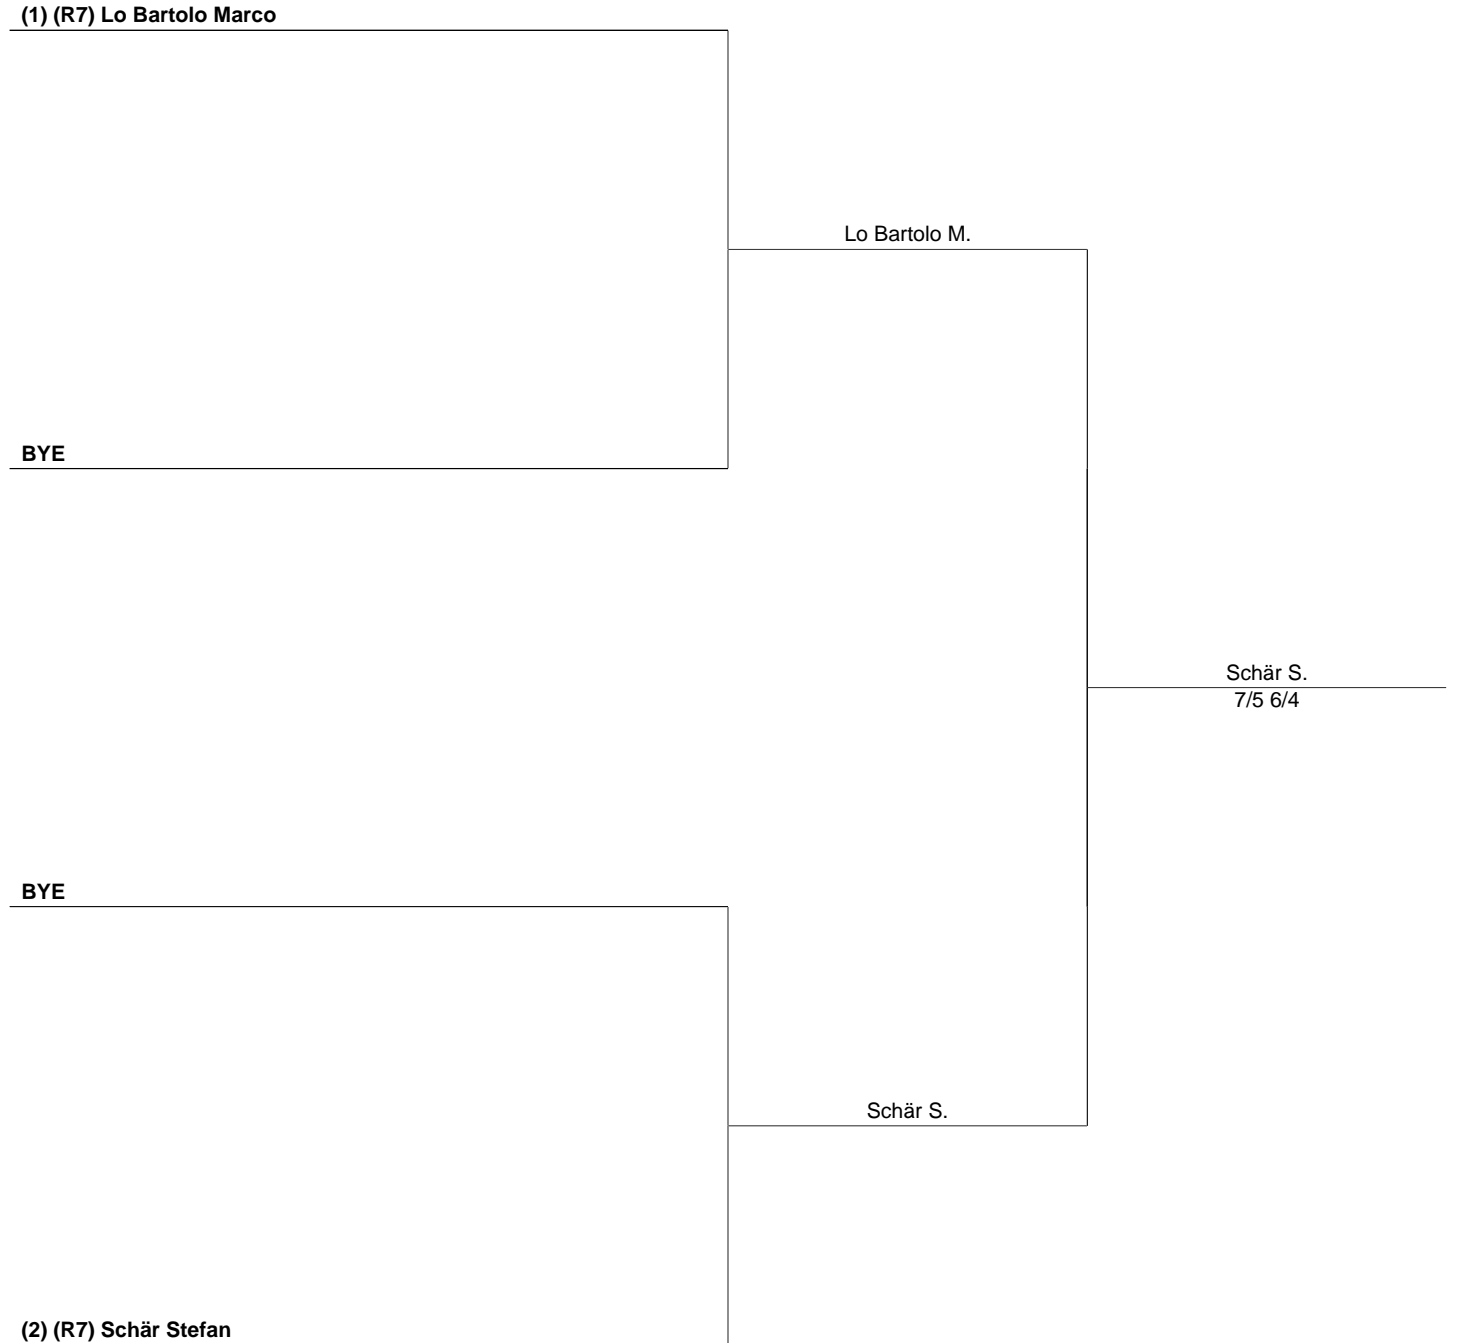 (1) (R7) Lo Bartolo Marco
Lo Bartolo M.
BYE
Schär S.
7/5 6/4
BYE
Schär S.
(2) (R7) Schär Stefan